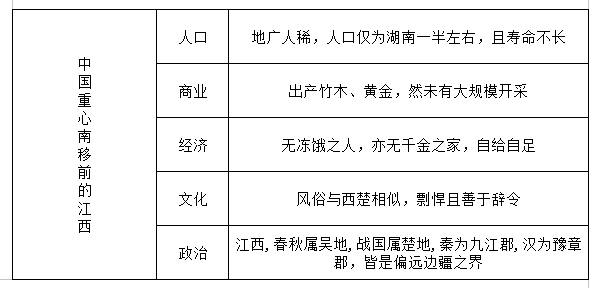 中国重心南移前的江西
人口
地广人稀，人口仅为湖南一半左右，且寿命不长
商业
出产竹木、黄金，然未有大规模开采
经济
无冻饿之人，亦无千金之家，自给自足
文化
风俗与西楚相似，剽悍且善于辞令
政治
江西,春秋属吴地,战国属楚地,秦为九江郡,汉为豫章
郡，皆是偏远边疆之界